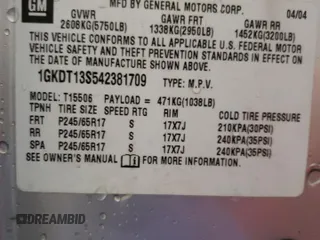 GM MFD BY GENERAL MOTORS CORP. 04/04
GVWR GAWR FRT GAWR RR
2608KG(5750LB) 1338KG(2950LB) 1452KG(3200LB)
THIS VEHICLE CONFORMS TO ALL APPLICABLE U.S. FEDERAL MOTOR
VEHICLE SAFETY AND THEFT PREVENTION STANDARDS IN EFFECT ON
THE DATE OF MANUFACTURE SHOWN ABOVE.
1GKDT13S542381709 TYPE: M.P.V.
MODEL: T15506 PAYLOAD = 471KG(1038LB)
TPNH TIRE SIZE SPEED RTG RIM COLD TIRE PRESSURE
FRT P245/65R17 S 17X7J 210KPA(30PSI)
RR P245/65R17 S 17X7J 240KPA(35PSI)
SPA P245/65R17 S 17X7J 240KPA(35PSI)
SEE OWNER'S MANUAL FOR MORE INFORMATION.
DREAMBID